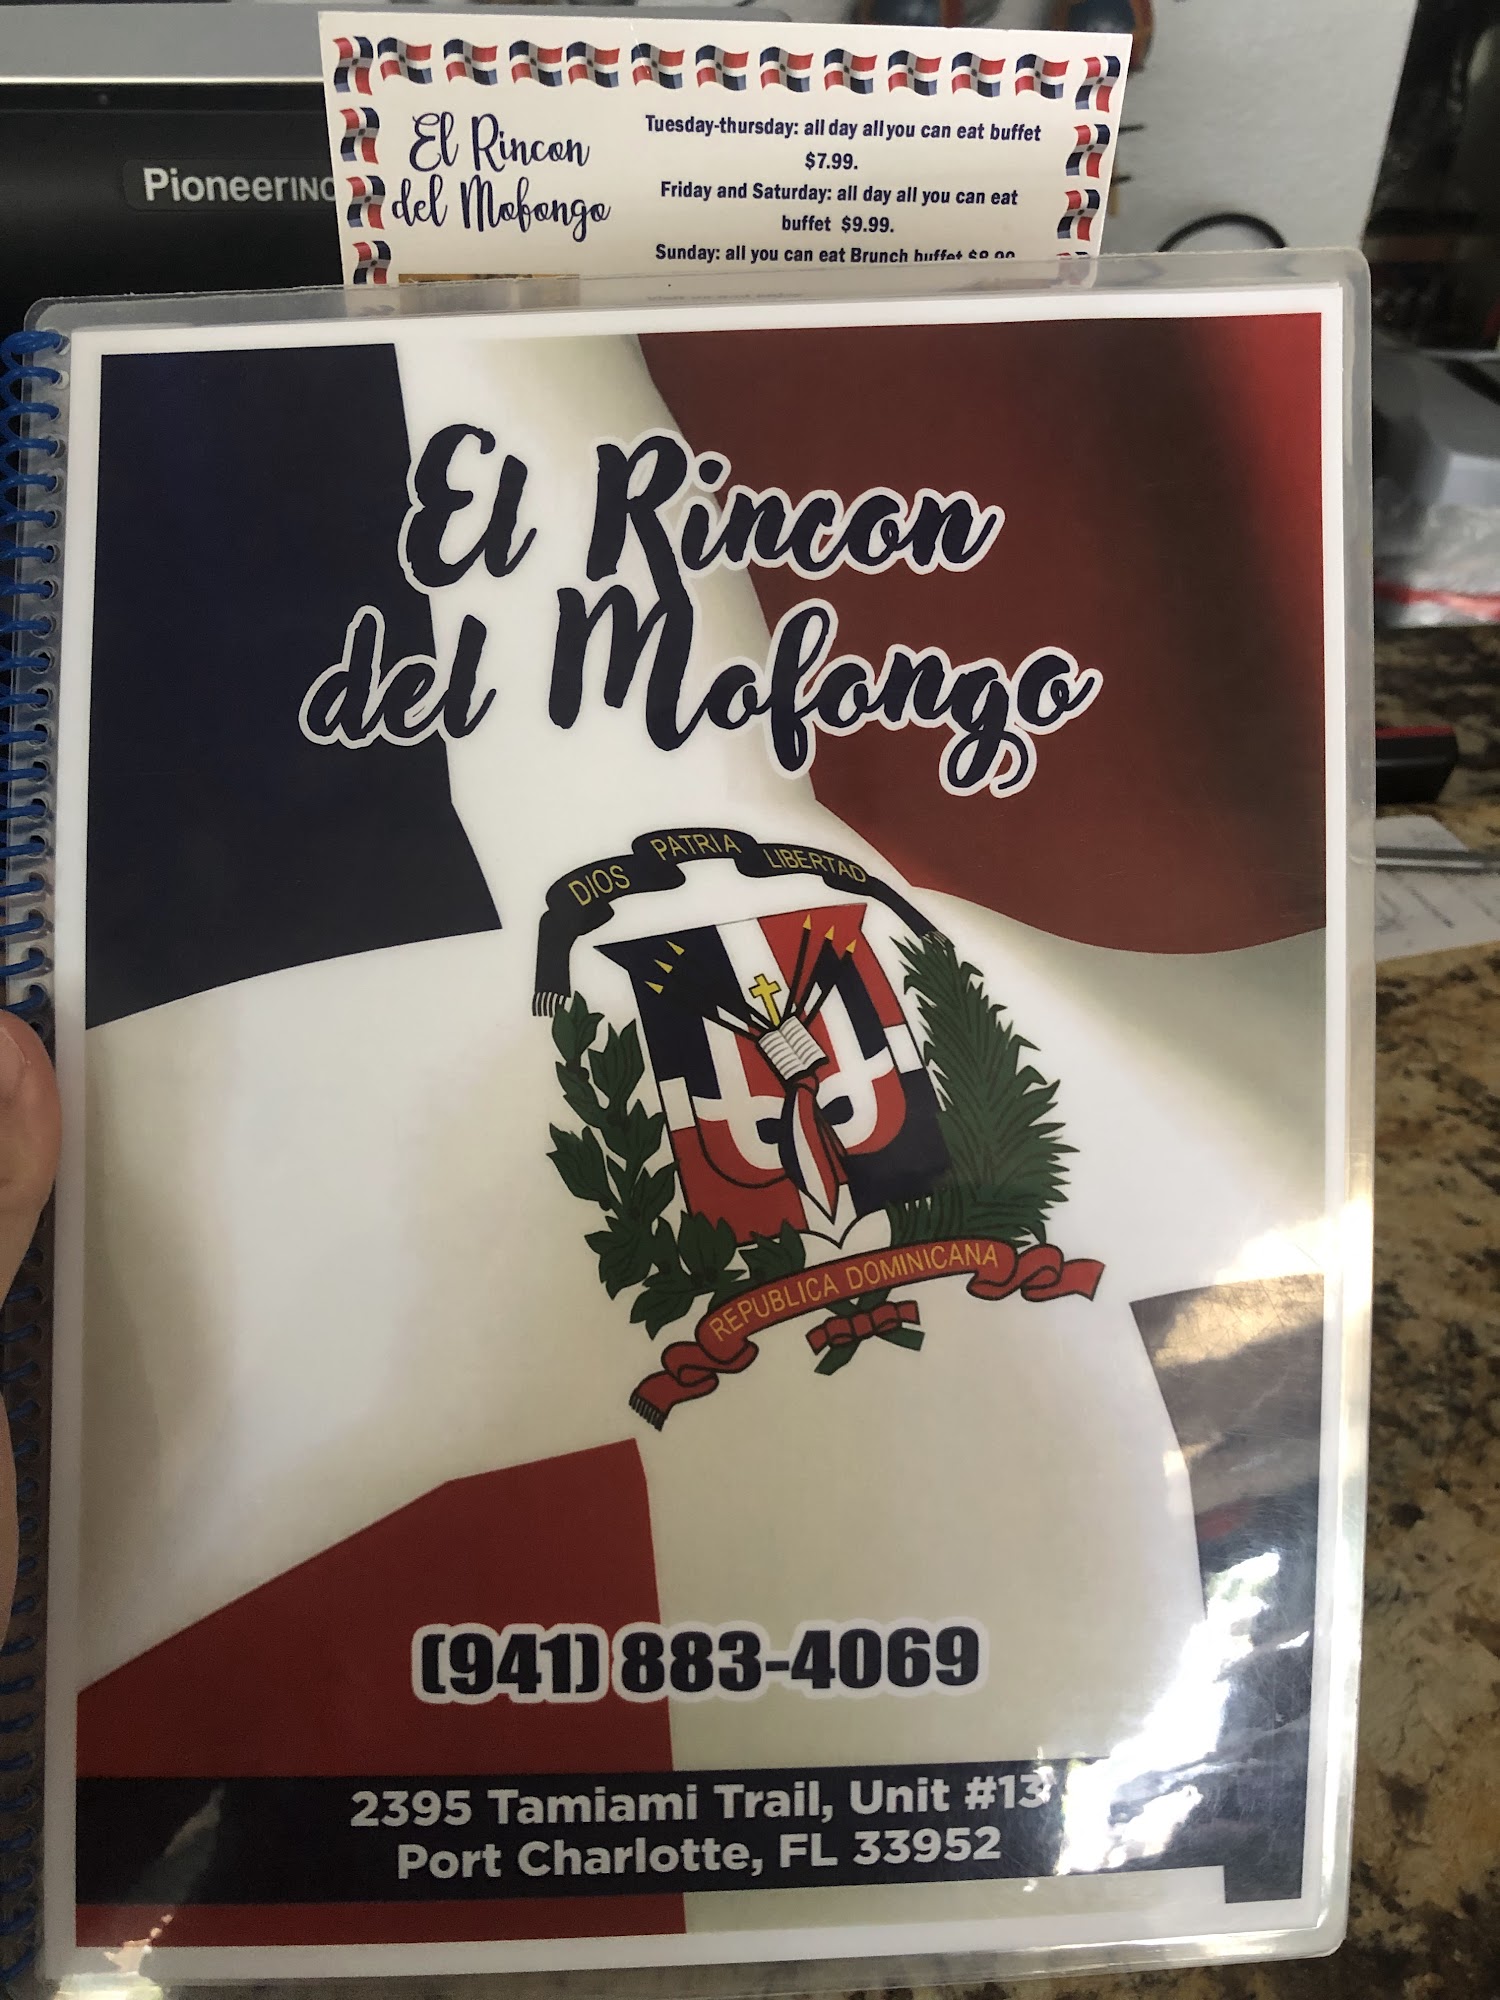 PioneerINC
El Rincon
del Mofongo
Tuesday-thursday: all day all you can eat buffet
$7.99.
Friday and Saturday: all day all you can eat
buffet $9.99.
Sunday: all you can eat Brunch buffet
El Rincon
del Mofongo
DIOS PATRIA LIBERTAD
REPUBLICA DOMINICANA
(941) 883-4069
2395 Tamiami Trail, Unit #13
Port Charlotte, FL 33952